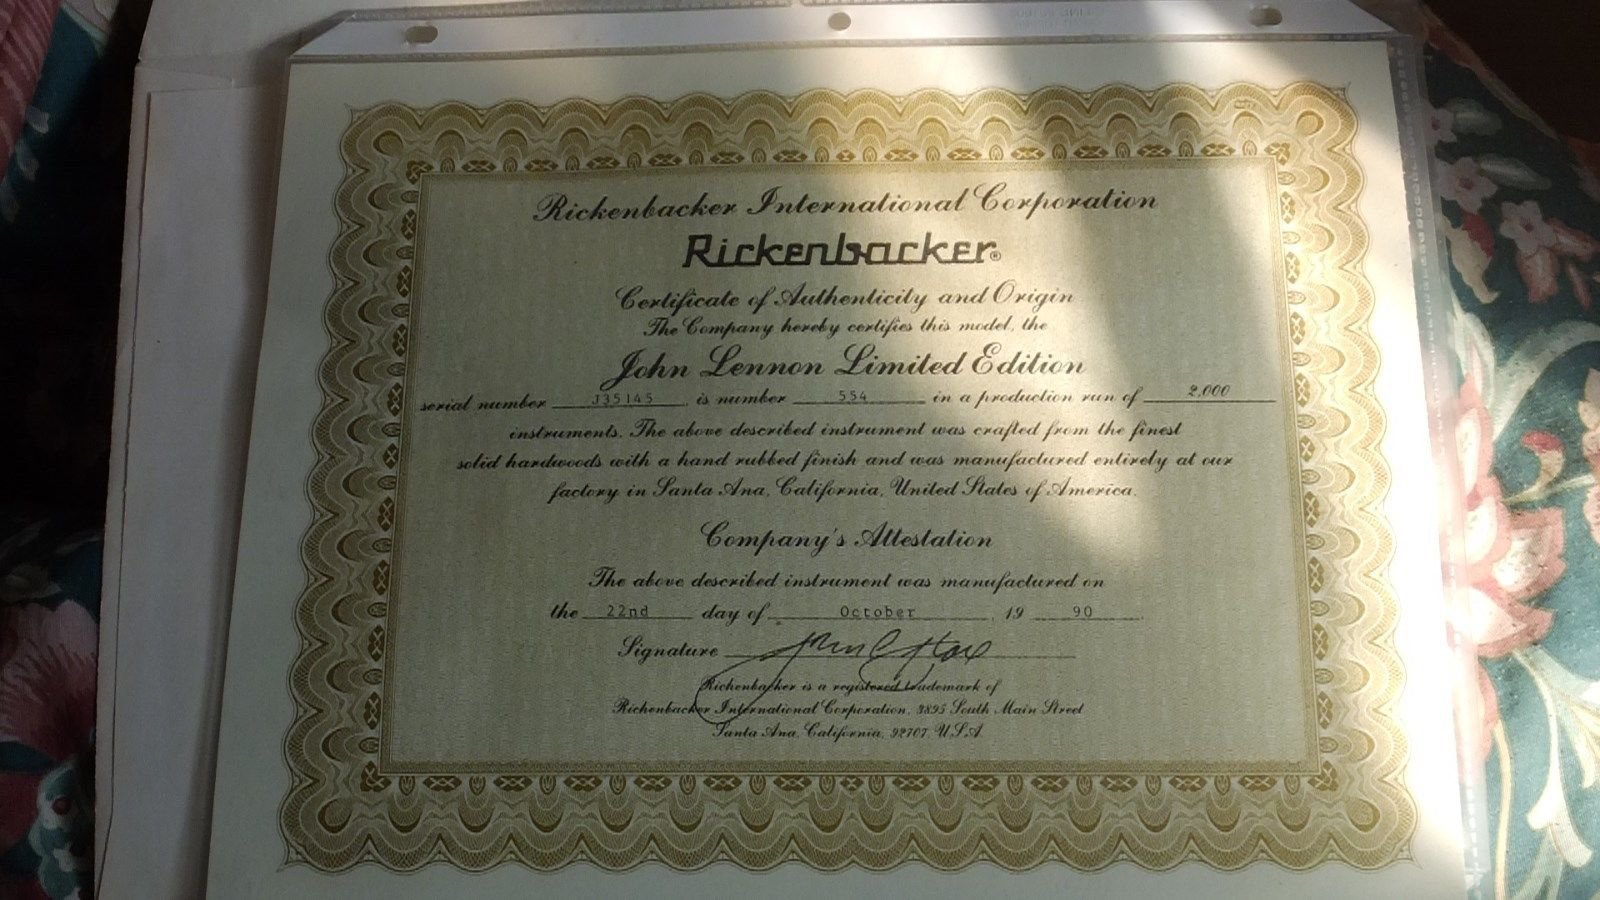 Rickenbacker International Corporation
Rickenbacker®
Certificate of Authenticity and Origin
The Company hereby certifies this model, the
John Lennon Limited Edition
serial number J35145, is number 554 in a production run of 2,000
instruments. The above described instrument was crafted from the finest
solid hardwoods with a hand rubbed finish and was manufactured entirely at our
factory in Santa Ana, California, United States of America.
Company's Attestation
The above described instrument was manufactured on
the 22nd day of October, 19 90.
Signature
Rickenbacker is a registered trademark of
Rickenbacker International Corporation, 3895 South Main Street
Santa Ana, California, 92707, U.S.A.